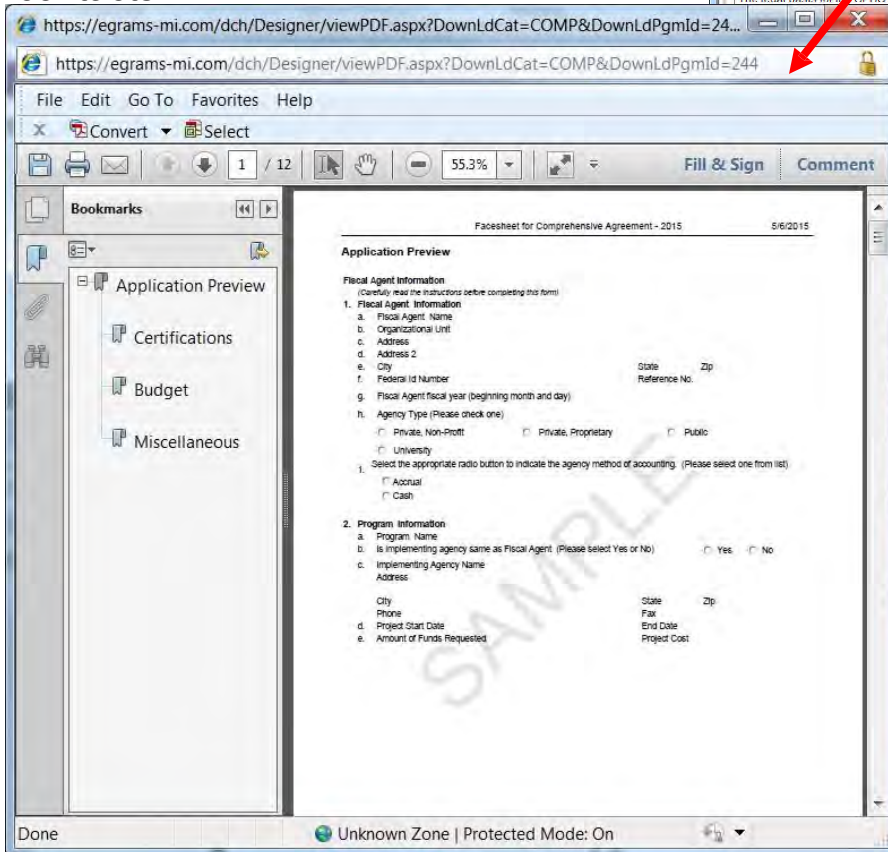 https://egrams-mi.com/dch/Designer/viewPDF.aspx?DownLdCat=COMP&DownLdPgmId=24...
https://egrams-mi.com/dch/Designer/viewPDF.aspx?DownLdCat=COMP&DownLdPgmId=244
File Edit Go To Favorites Help
x Convert Select
1 / 12 55.3% Fill & Sign Comment
Bookmarks
Application Preview
Certifications
Budget
Miscellaneous
Facesheet for Comprehensive Agreement - 2015 5/6/2015
Application Preview
Fiscal Agent Information
(Carefully read the instructions before completing this form)
1. Fiscal Agent Information
a. Fiscal Agent Name
b. Organizational Unit
c. Address
d. Address 2
e. City State Zip
f. Federal Id Number Reference No.
g. Fiscal Agent fiscal year (beginning month and day)
h. Agency Type (Please check one)
Private, Non-Profit Private, Proprietary Public
University
1. Select the appropriate radio button to indicate the agency method of accounting. (Please select one from list)
Accrual
Cash
2. Program Information
a. Program Name
b. Is implementing agency same as Fiscal Agent (Please select Yes or No) Yes No
c. Implementing Agency Name
Address
City State Zip
Phone Fax
d. Project Start Date End Date
e. Amount of Funds Requested Project Cost
SAMPLE
Done Unknown Zone | Protected Mode: On